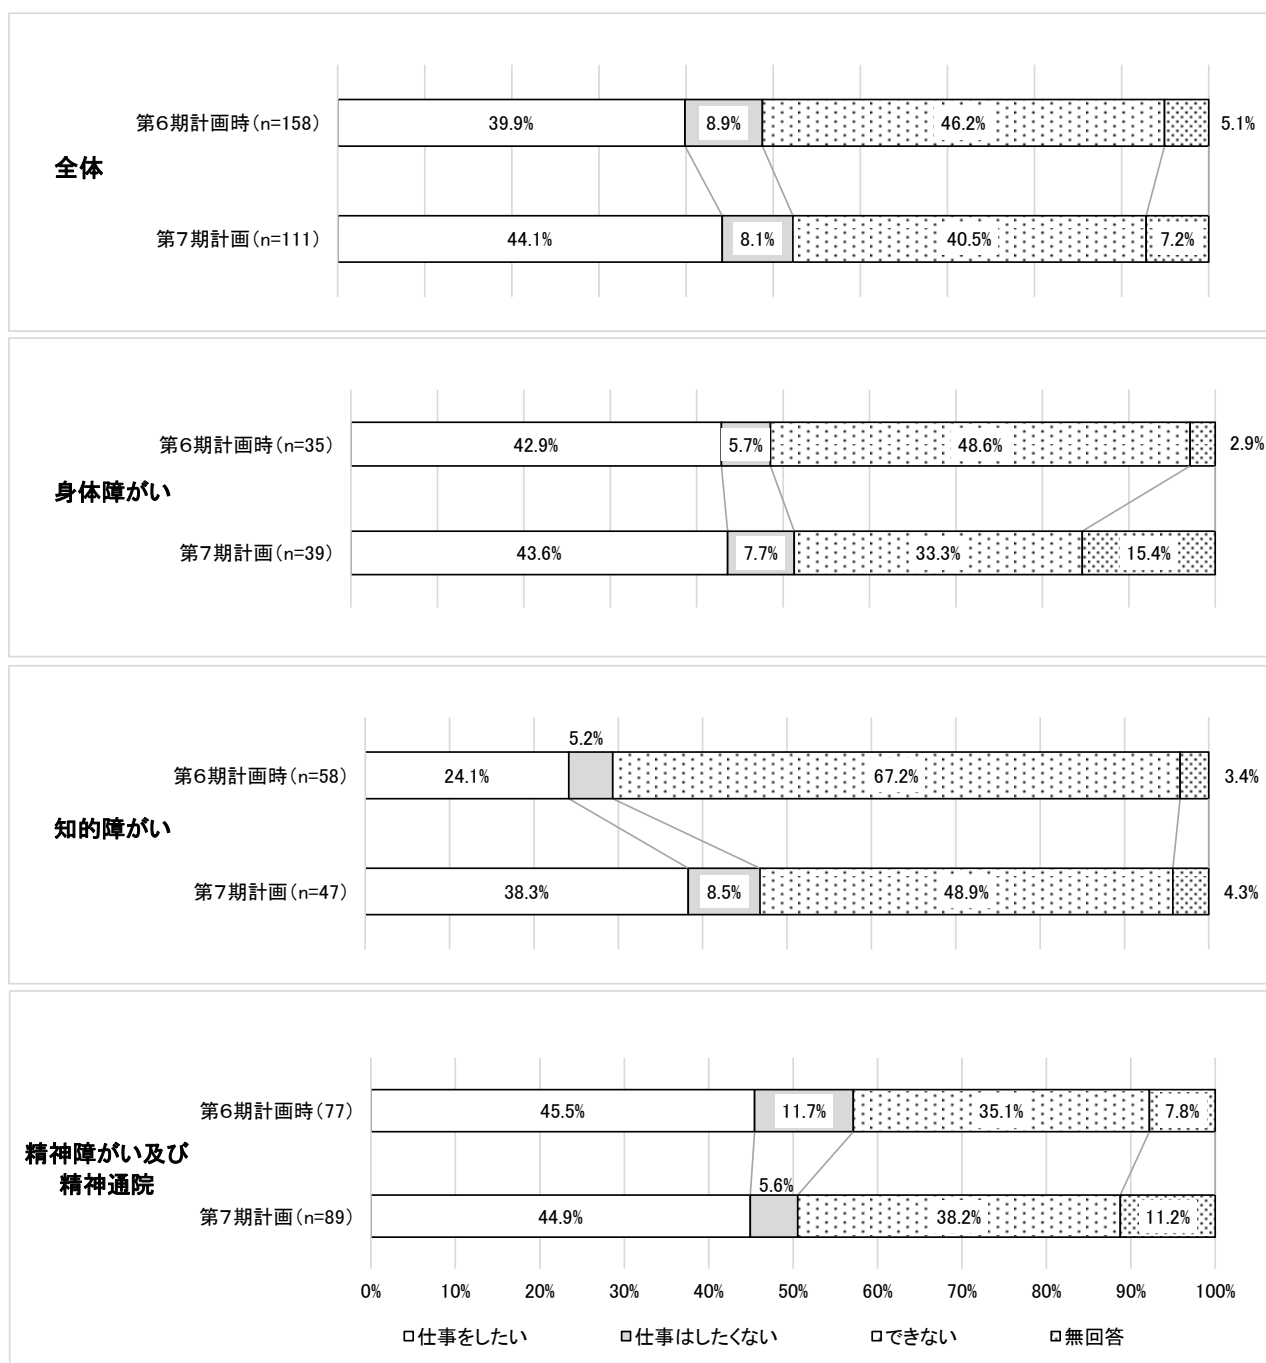 第6期計画時(n=158)
39.9%
8.9%
46.2%
5.1%
全体
第7期計画(n=111)
44.1%
8.1%
40.5%
7.2%
第6期計画時(n=35)
42.9%
5.7%
48.6%
2.9%
身体障がい
第7期計画(n=39)
43.6%
7.7%
33.3%
15.4%
5.2%
第6期計画時(n=58)
24.1%
67.2%
3.4%
知的障がい
第7期計画(n=47)
38.3%
8.5%
48.9%
4.3%
第6期計画時(77)
45.5%
11.7%
35.1%
7.8%
精神障がい及び
精神通院
5.6%
第7期計画(n=89)
44.9%
38.2%
11.2%
0% 10% 20% 30% 40% 50% 60% 70% 80% 90% 100%
仕事をしたい 仕事はしたくない できない 無回答